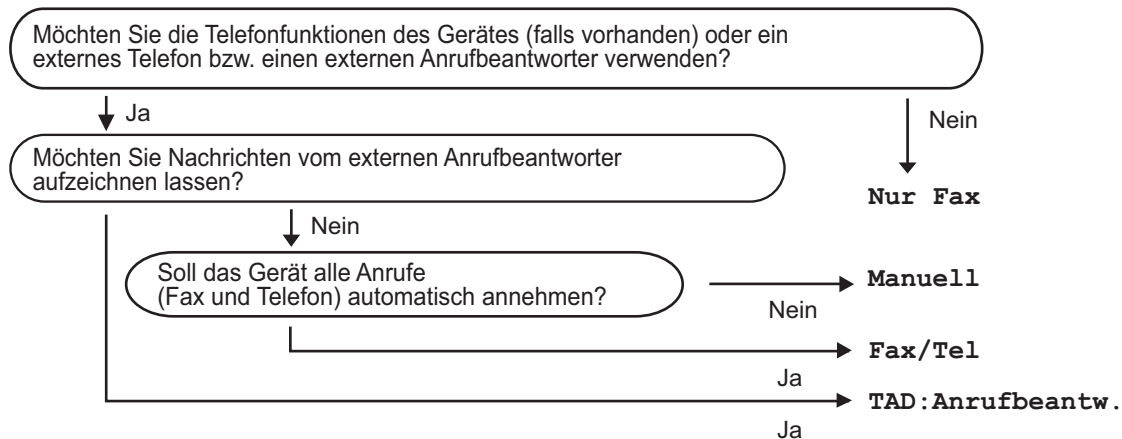 Möchten Sie die Telefonfunktionen des Gerätes (falls vorhanden) oder ein
externes Telefon bzw. einen externen Anrufbeantworter verwenden?
Ja
Nein
Möchten Sie Nachrichten vom externen Anrufbeantworter
aufzeichnen lassen?
Nur Fax
Nein
Soll das Gerät alle Anrufe
(Fax und Telefon) automatisch annehmen?
Manuell
Nein
Fax/Tel
Ja
TAD:Anrufbeantw.
Ja